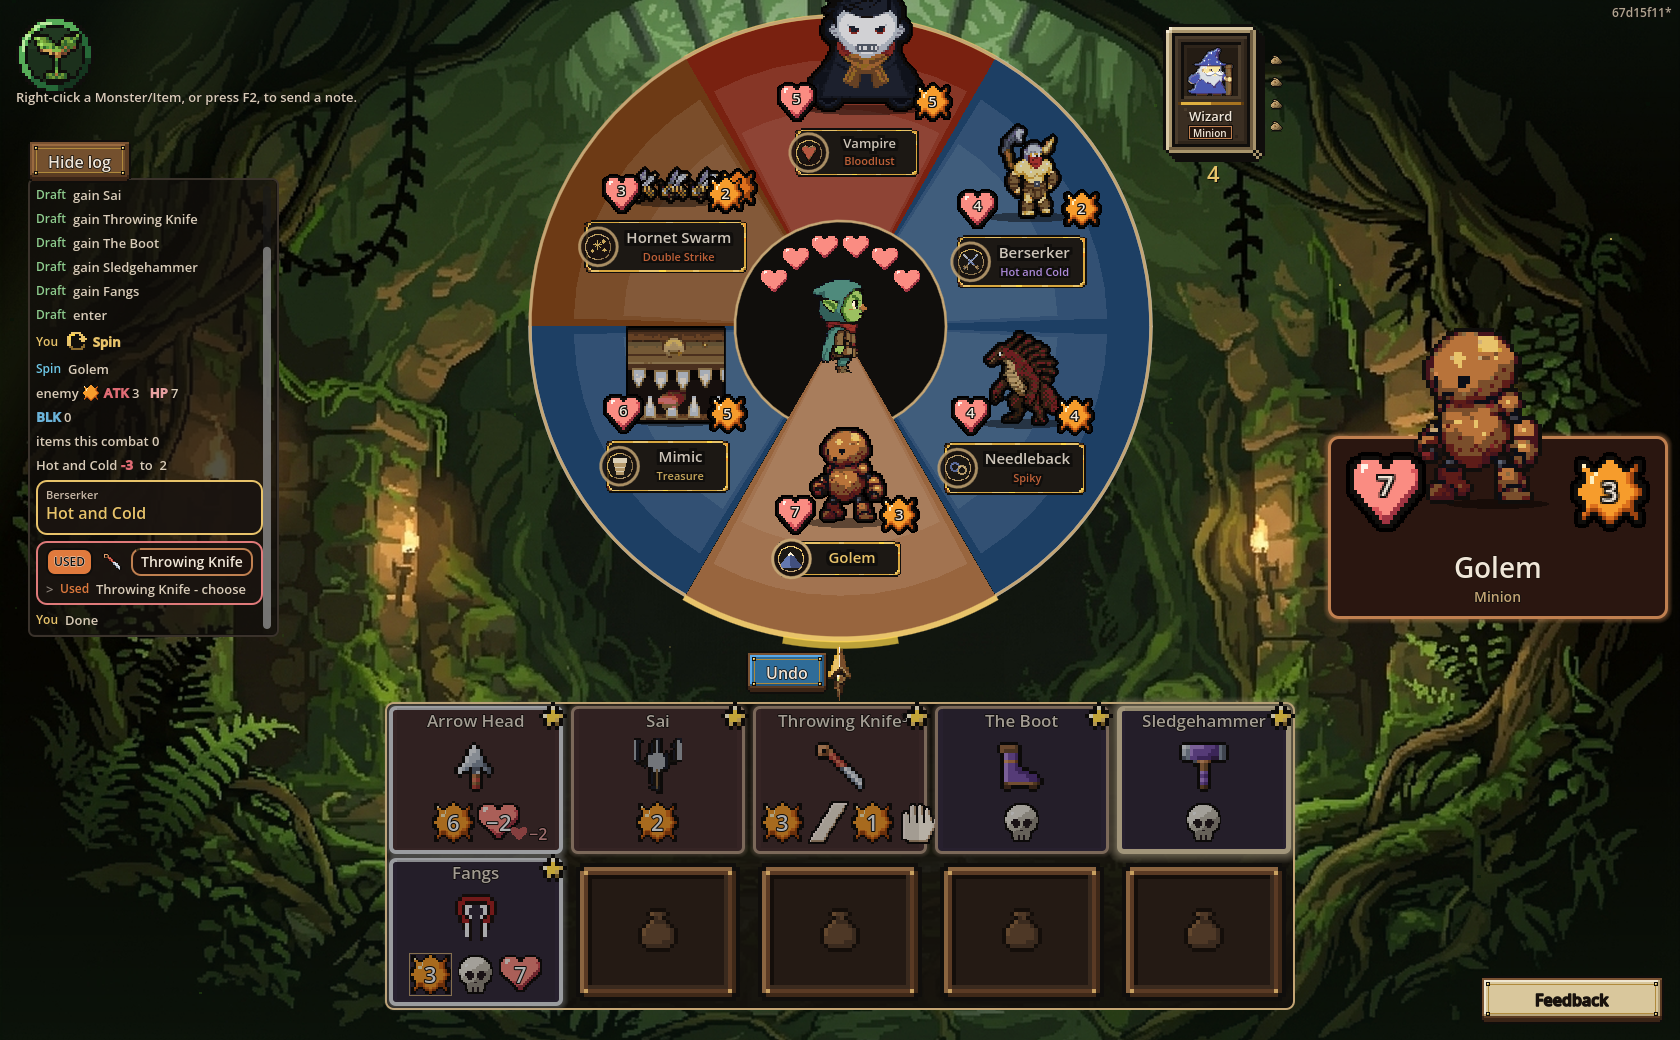 67d15f11*
Right-click a Monster/Item, or press F2, to send a note.
Hide log
Draft gain Sai
Draft gain Throwing Knife
Draft gain The Boot
Draft gain Sledgehammer
Draft gain Fangs
Draft enter
You Spin
Spin Golem
enemy ATK 3 HP 7
BLK 0
items this combat 0
Hot and Cold -3 to 2
Berserker
Hot and Cold
USED Throwing Knife
> Used Throwing Knife - choose
You Done
5 5
Vampire
Bloodlust
3 2
Hornet Swarm
Double Strike
4 2
Berserker
Hot and Cold
6 5
Mimic
Treasure
4 4
Needleback
Spiky
7 3
Golem
Wizard
Minion
4
7 3
Golem
Minion
Undo
Arrow Head
6 -2 -2
Sai
2
Throwing Knife
3 1
The Boot
Sledgehammer
Fangs
3 7
Feedback